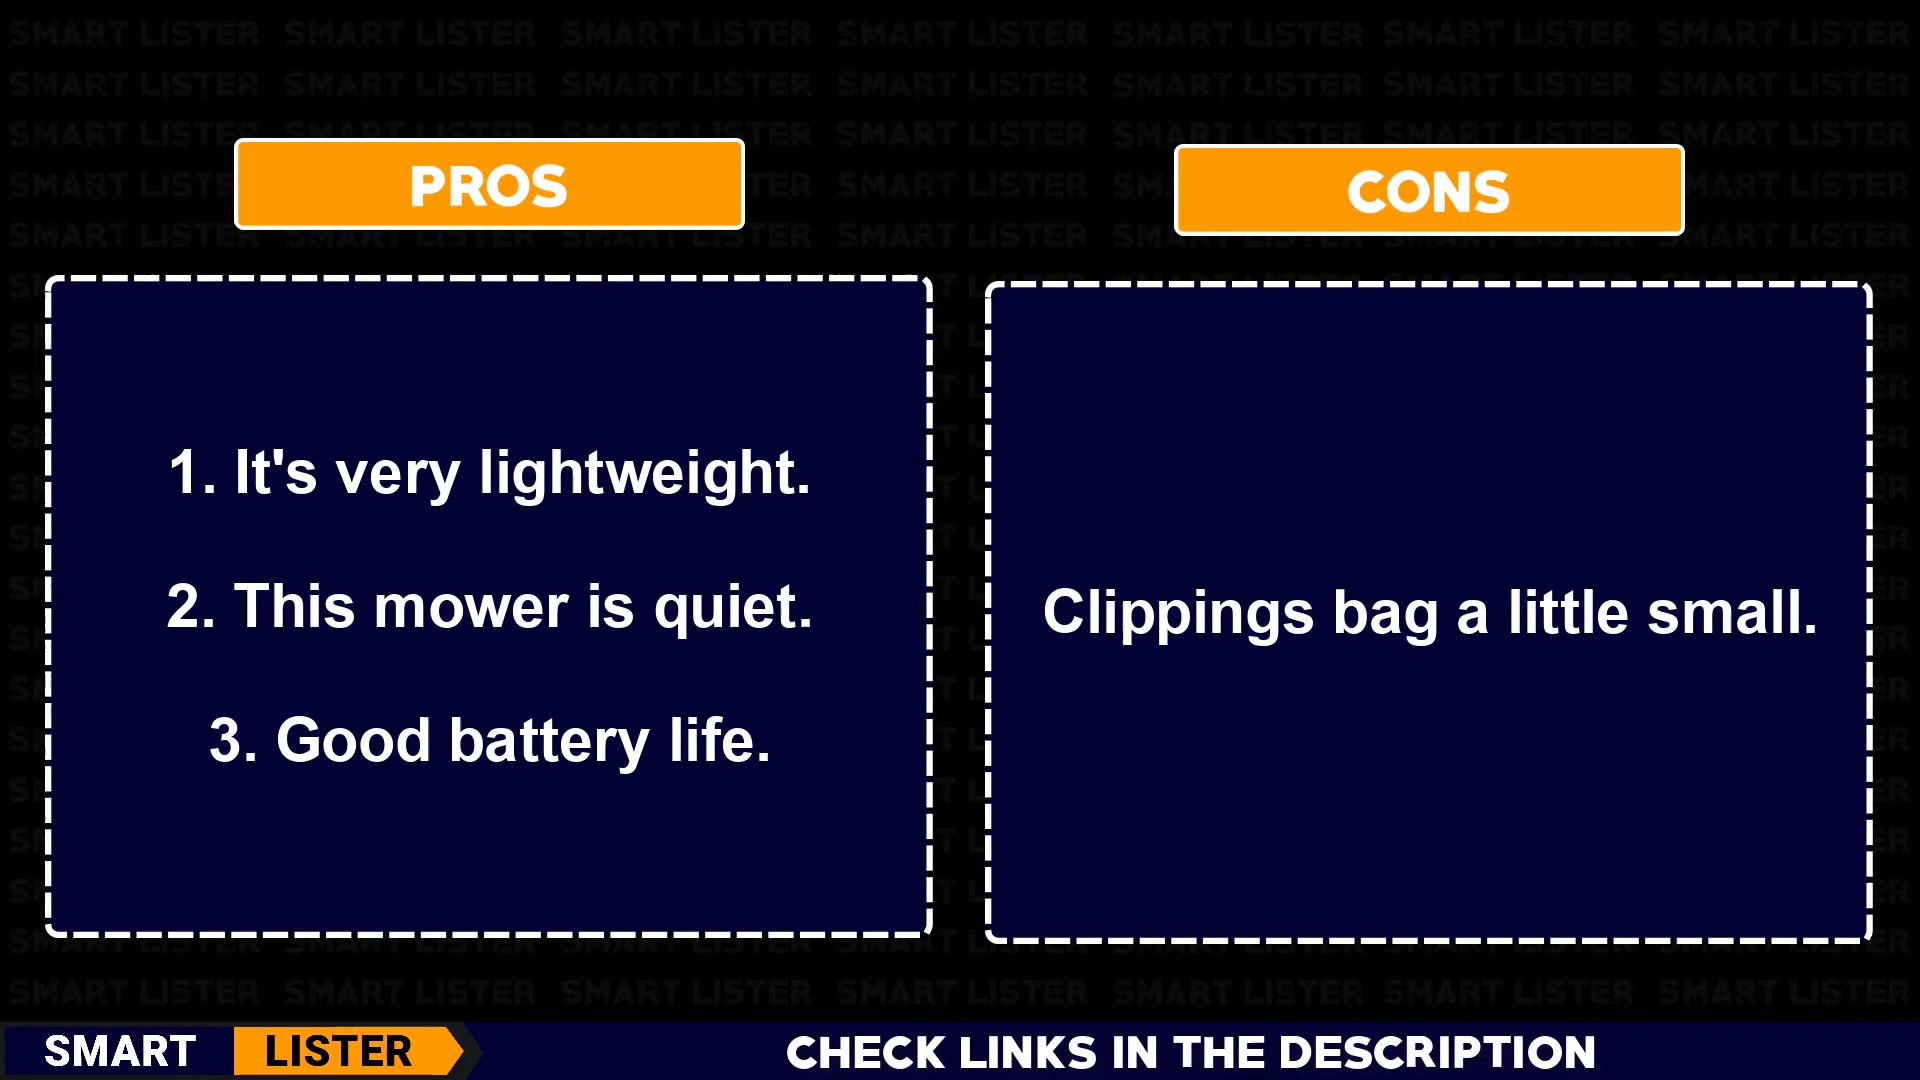 PROS
1. It's very lightweight.
2. This mower is quiet.
3. Good battery life.
CONS
Clippings bag a little small.
SMART LISTER
CHECK LINKS IN THE DESCRIPTION